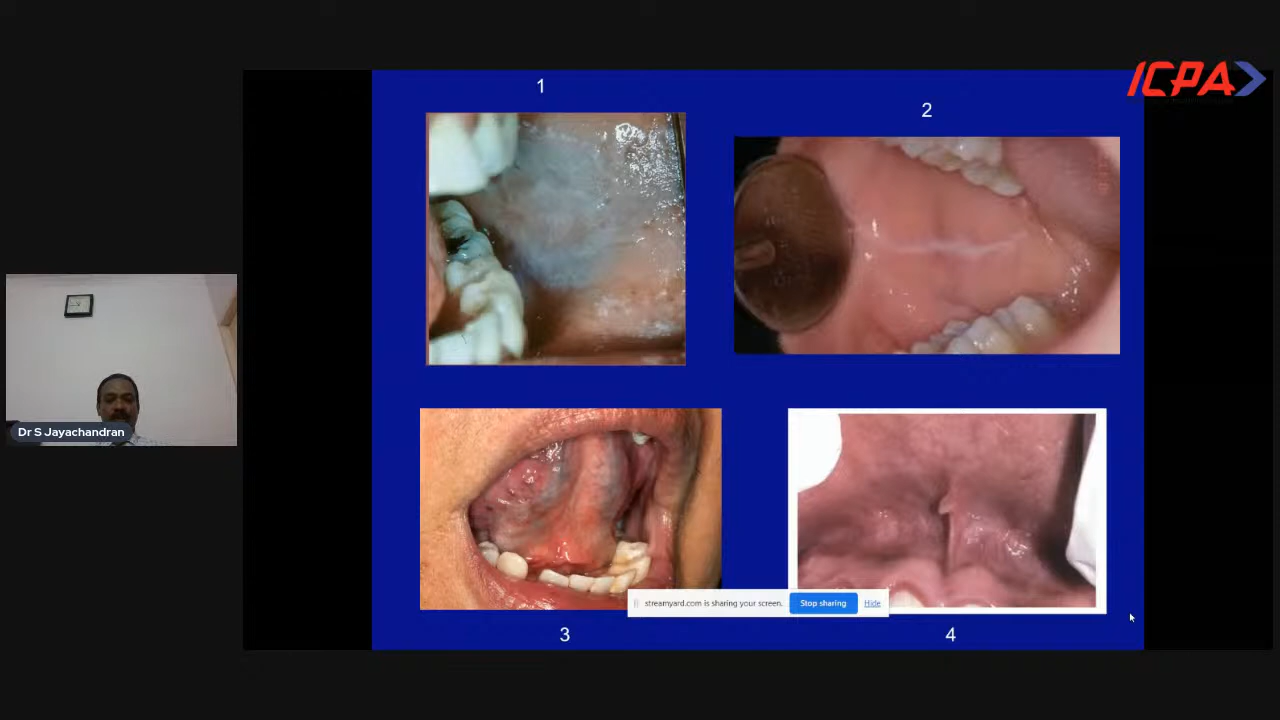 1
ICPA
2
Dr S Jayachandran
streamyard.com is sharing your screen.
Stop sharing
Hide
3
4